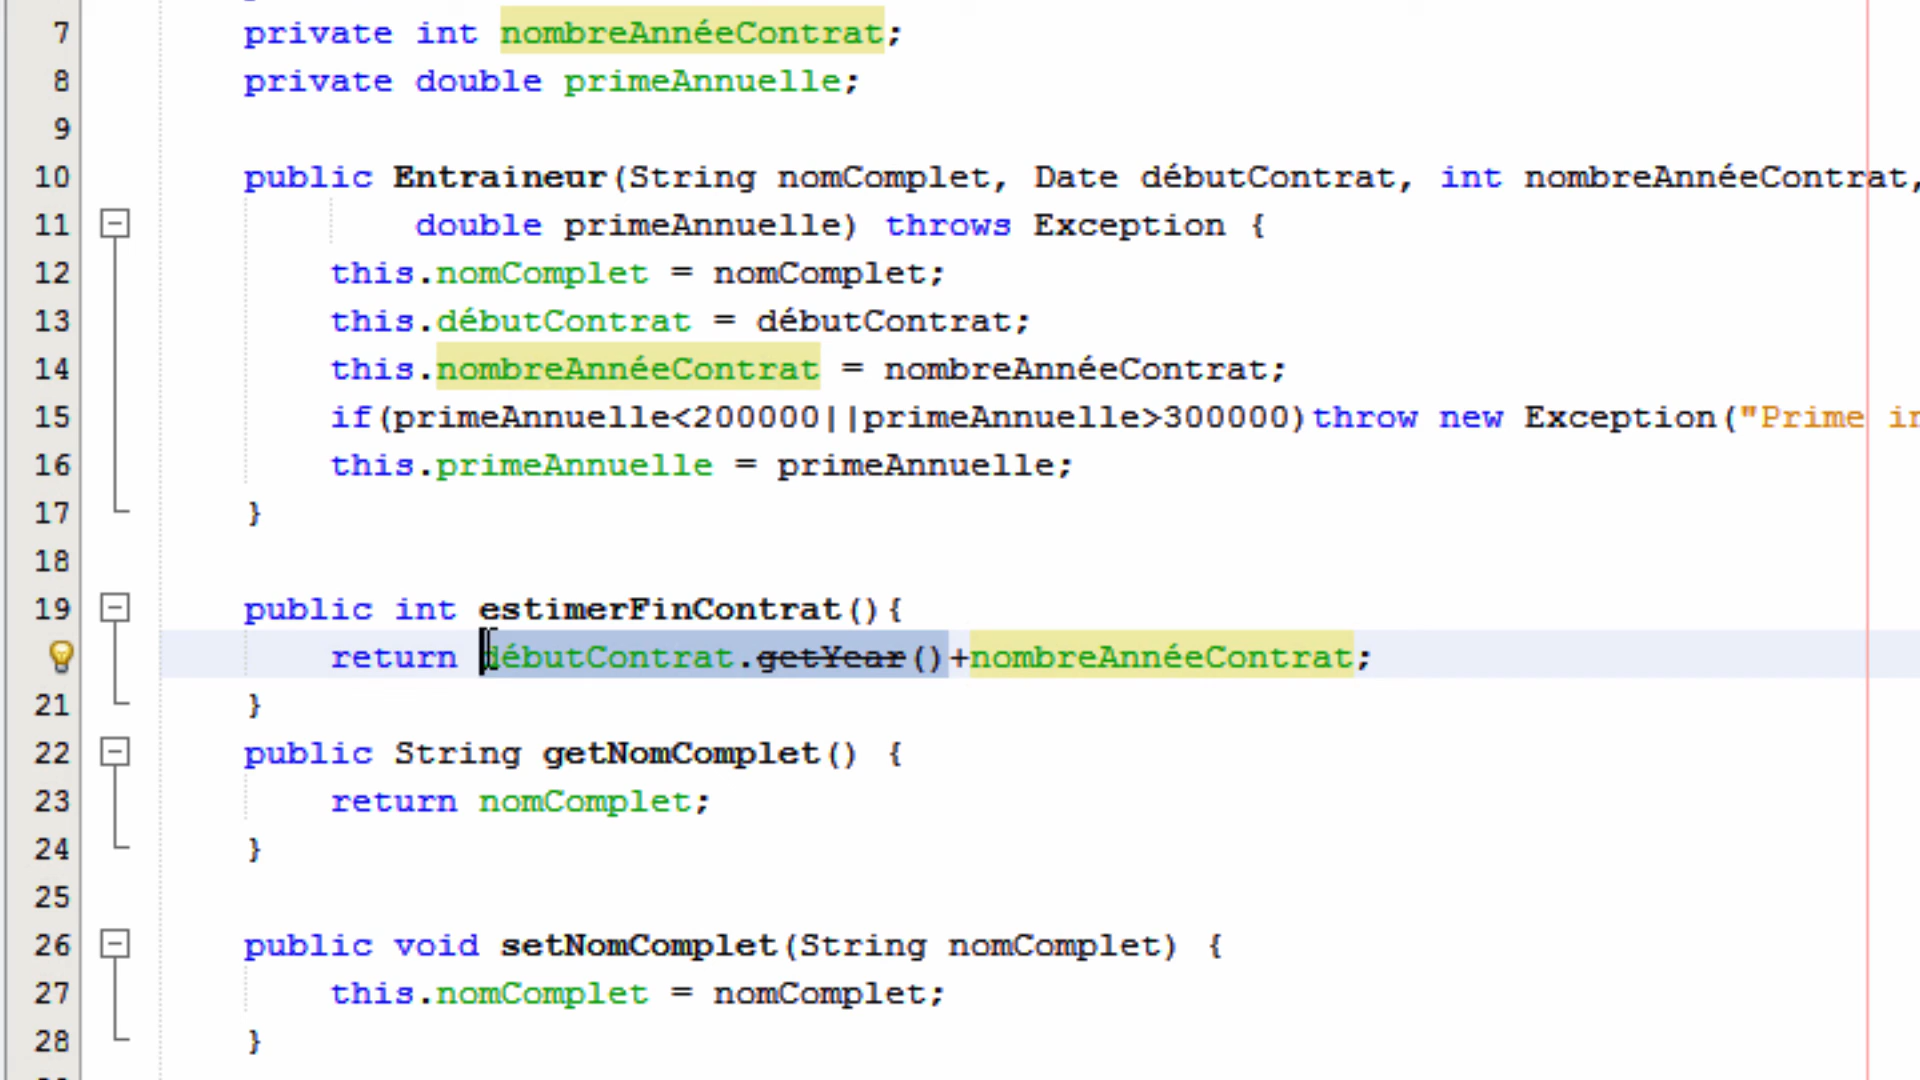 7 private int nombreAnnéeContrat;
8 private double primeAnnuelle;
9
10 public Entraineur(String nomComplet, Date débutContrat, int nombreAnnéeContrat,
11 double primeAnnuelle) throws Exception {
12 this.nomComplet = nomComplet;
13 this.débutContrat = débutContrat;
14 this.nombreAnnéeContrat = nombreAnnéeContrat;
15 if(primeAnnuelle<200000||primeAnnuelle>300000)throw new Exception("Prime in
16 this.primeAnnuelle = primeAnnuelle;
17 }
18
19 public int estimerFinContrat(){
return débutContrat.getYear()+nombreAnnéeContrat;
21 }
22 public String getNomComplet() {
23 return nomComplet;
24 }
25
26 public void setNomComplet(String nomComplet) {
27 this.nomComplet = nomComplet;
28 }